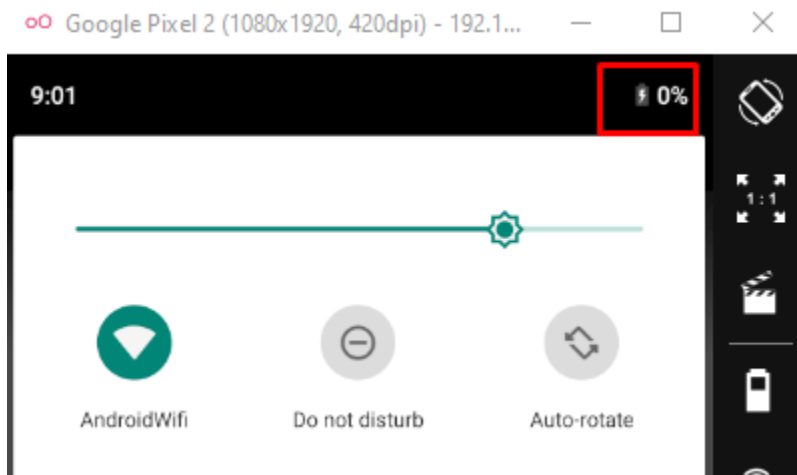 Google Pixel 2 (1080x1920, 420dpi) - 192.1...
9:01
0%
1:1
AndroidWifi
Do not disturb
Auto-rotate